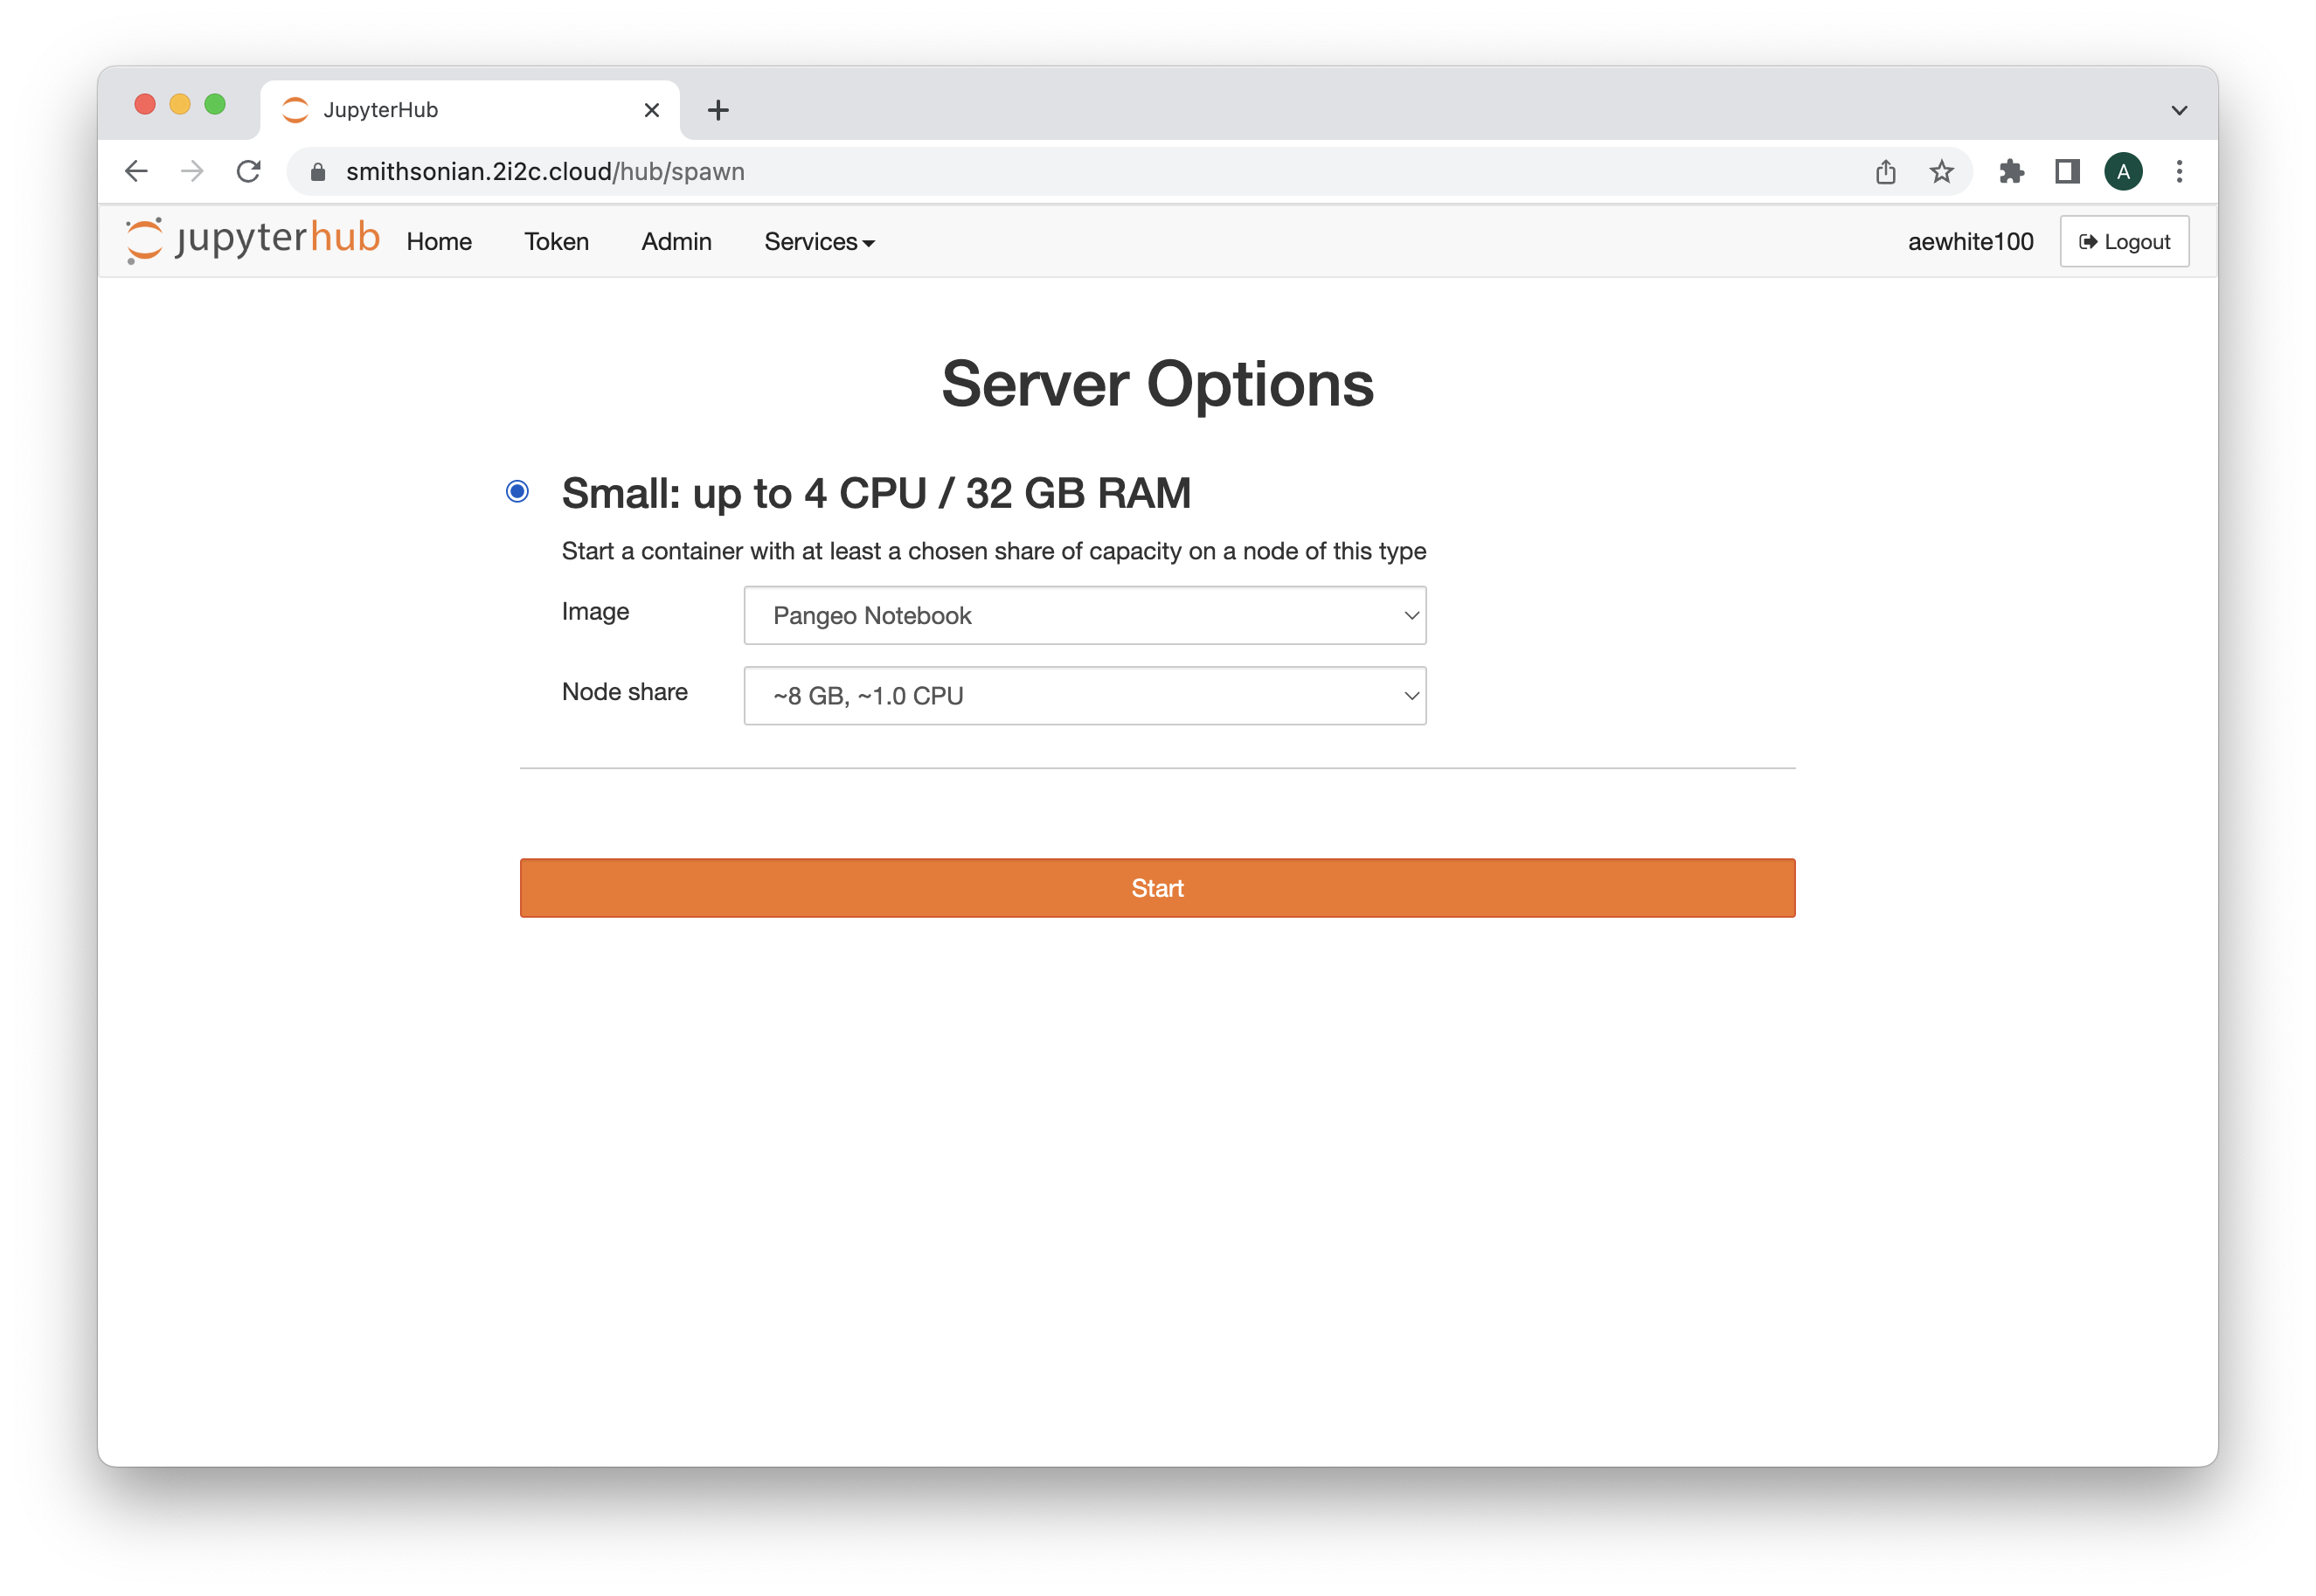 JupyterHub
smithsonian.2i2c.cloud/hub/spawn
A
jupyterhub Home Token Admin Services aewhite100 Logout
Server Options
Small: up to 4 CPU / 32 GB RAM
Start a container with at least a chosen share of capacity on a node of this type
Image Pangeo Notebook
Node share ~8 GB, ~1.0 CPU
Start